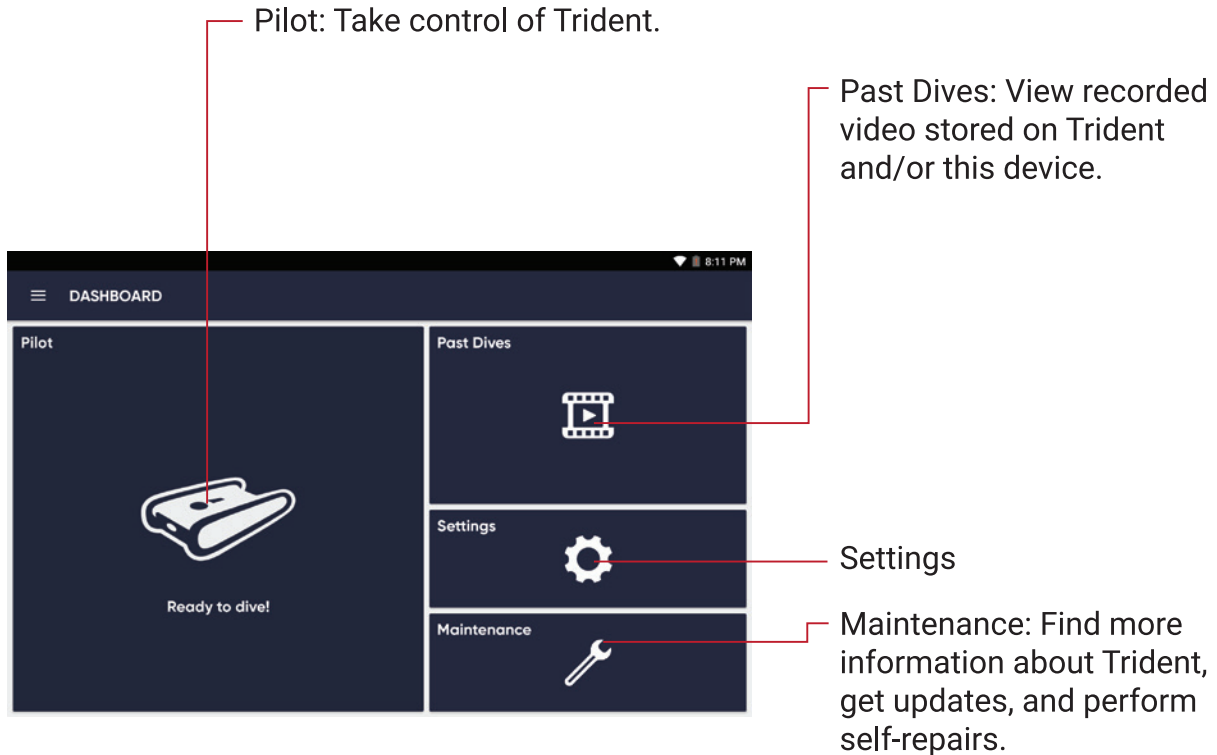 Pilot: Take control of Trident.
Past Dives: View recorded
video stored on Trident
and/or this device.
8:11 PM
DASHBOARD
Pilot
Past Dives
Settings
Ready to dive!
Maintenance
Settings
Maintenance: Find more
information about Trident,
get updates, and perform
self-repairs.